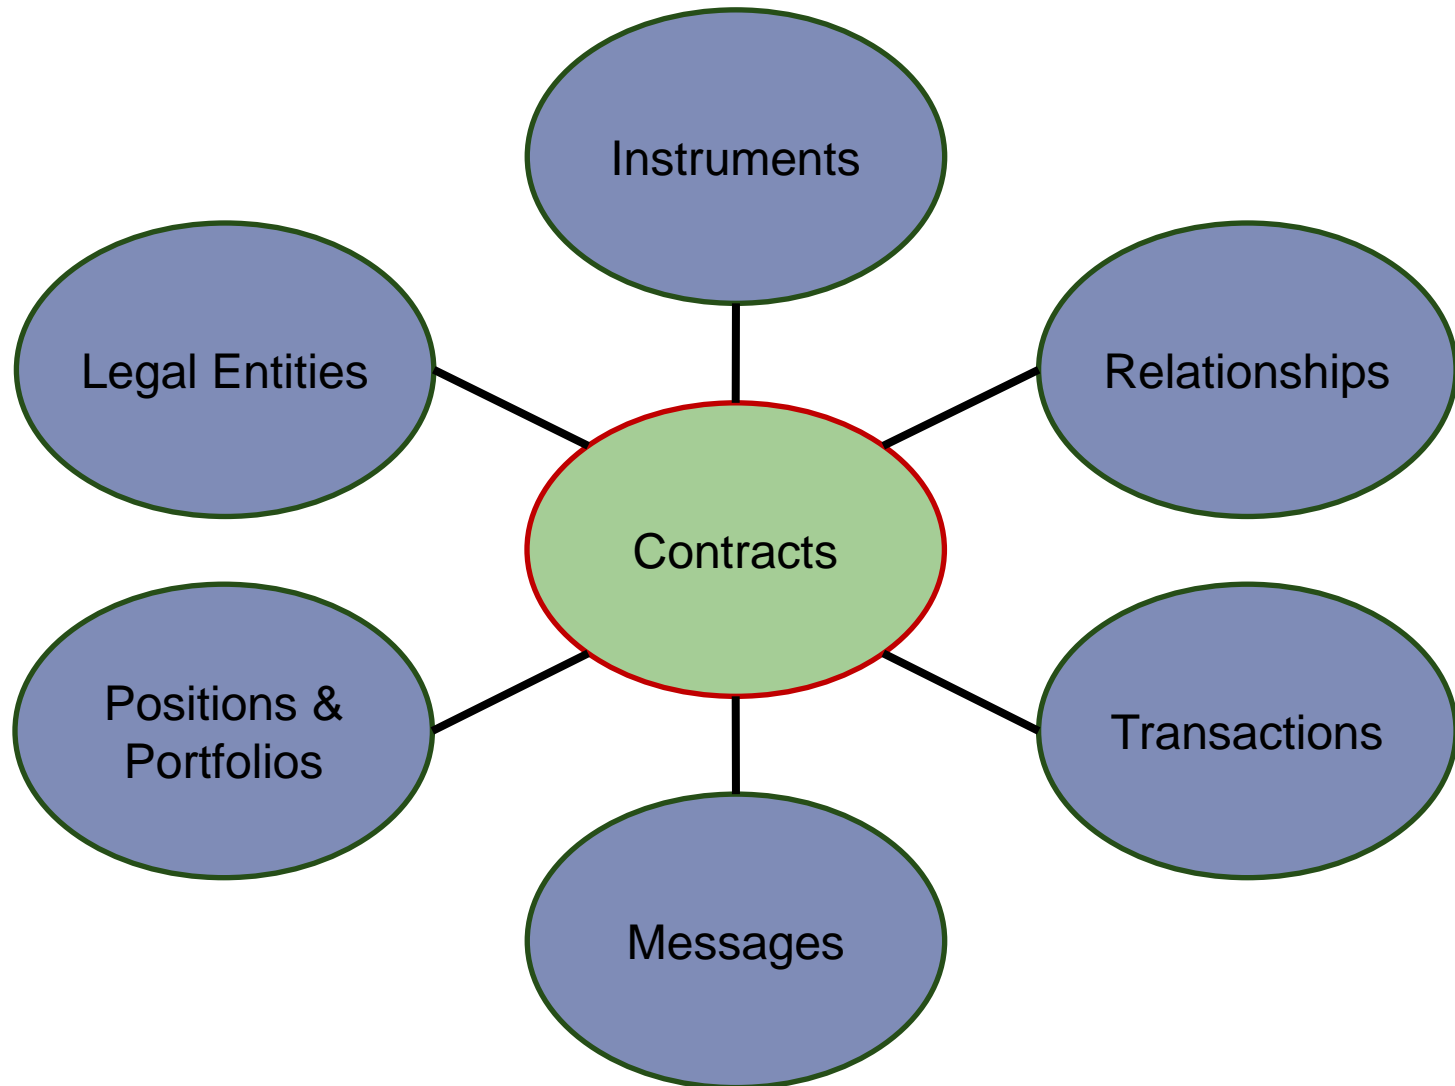 Instruments
Legal Entities
Relationships
Contracts
Positions &
Portfolios
Transactions
Messages